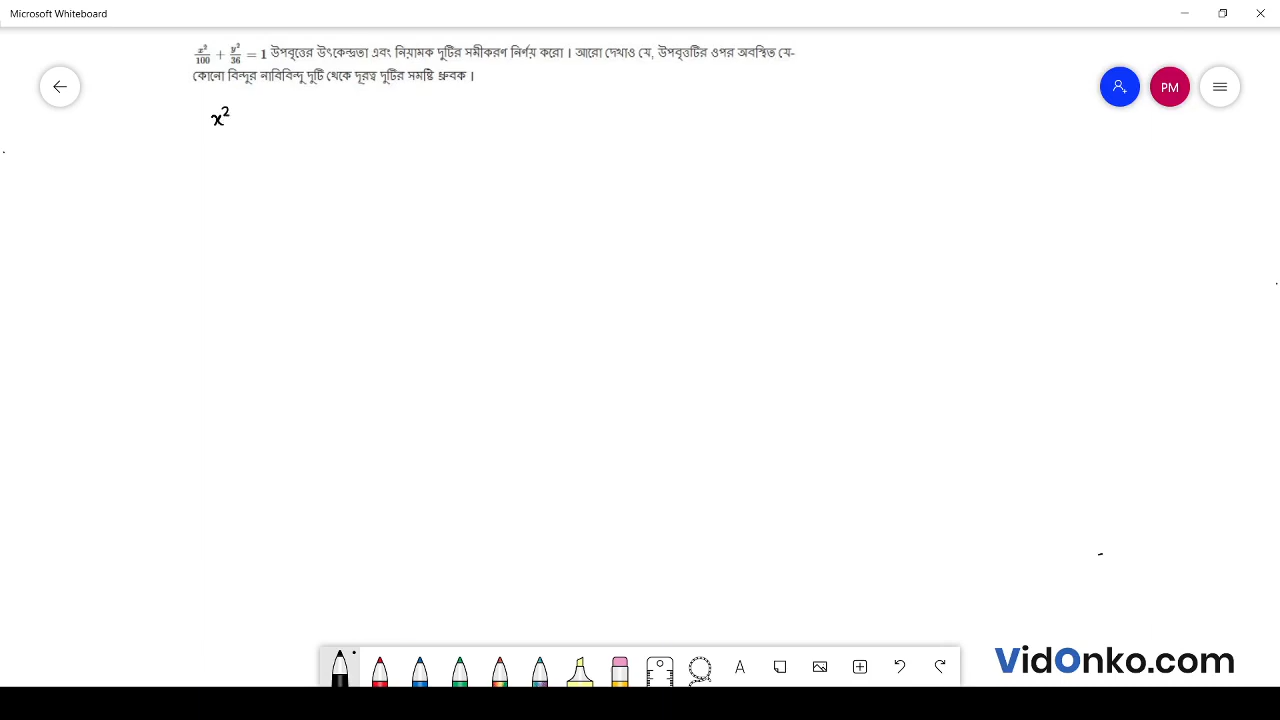 Microsoft Whiteboard
x²/100 + y²/36 = 1 উপবৃত্তের উৎকেন্দ্রতা এবং নিয়ামক দুটির সমীকরণ নির্ণয় করো । আরো দেখাও যে, উপবৃত্তটির ওপর অবস্থিত যে-
কোনো বিন্দুর নাবিবিন্দু দুটি থেকে দূরত্ব দুটির সমষ্টি ধ্রুবক ।
PM
x²
A
VidOnko.com